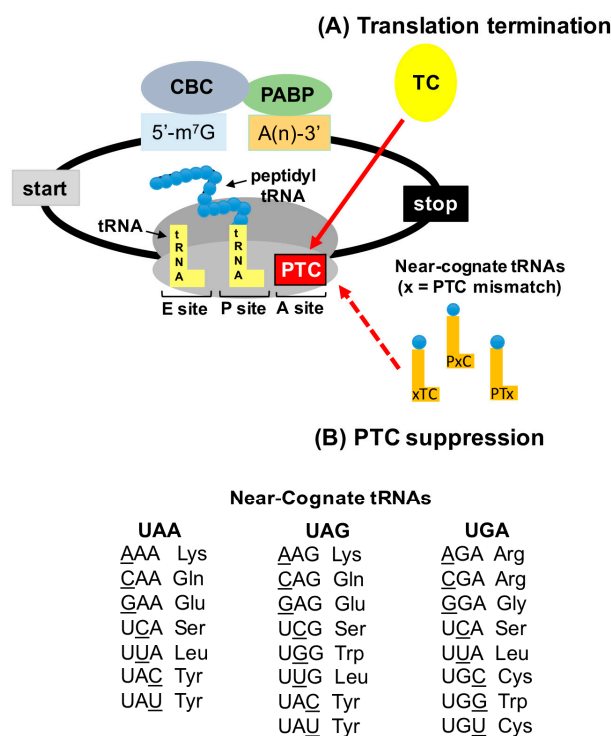 (A) Translation termination
CBC
PABP
TC
5’-m⁷G
A(n)-3’
start
peptidyl
tRNA
stop
tRNA
tRNA
tRNA
PTC
E site
P site
A site
Near-cognate tRNAs
(x = PTC mismatch)
PxC
xTC
PTx
(B) PTC suppression
Near-Cognate tRNAs
UAA UAG UGA
AAA Lys AAG Lys AGA Arg
CAA Gln CAG Gln CGA Arg
GAA Glu GAG Glu GGA Gly
UCA Ser UCG Ser UCA Ser
UUA Leu UGG Trp UUA Leu
UAC Tyr UUG Leu UGC Cys
UAU Tyr UAC Tyr UGG Trp
UAU Tyr UGU Cys